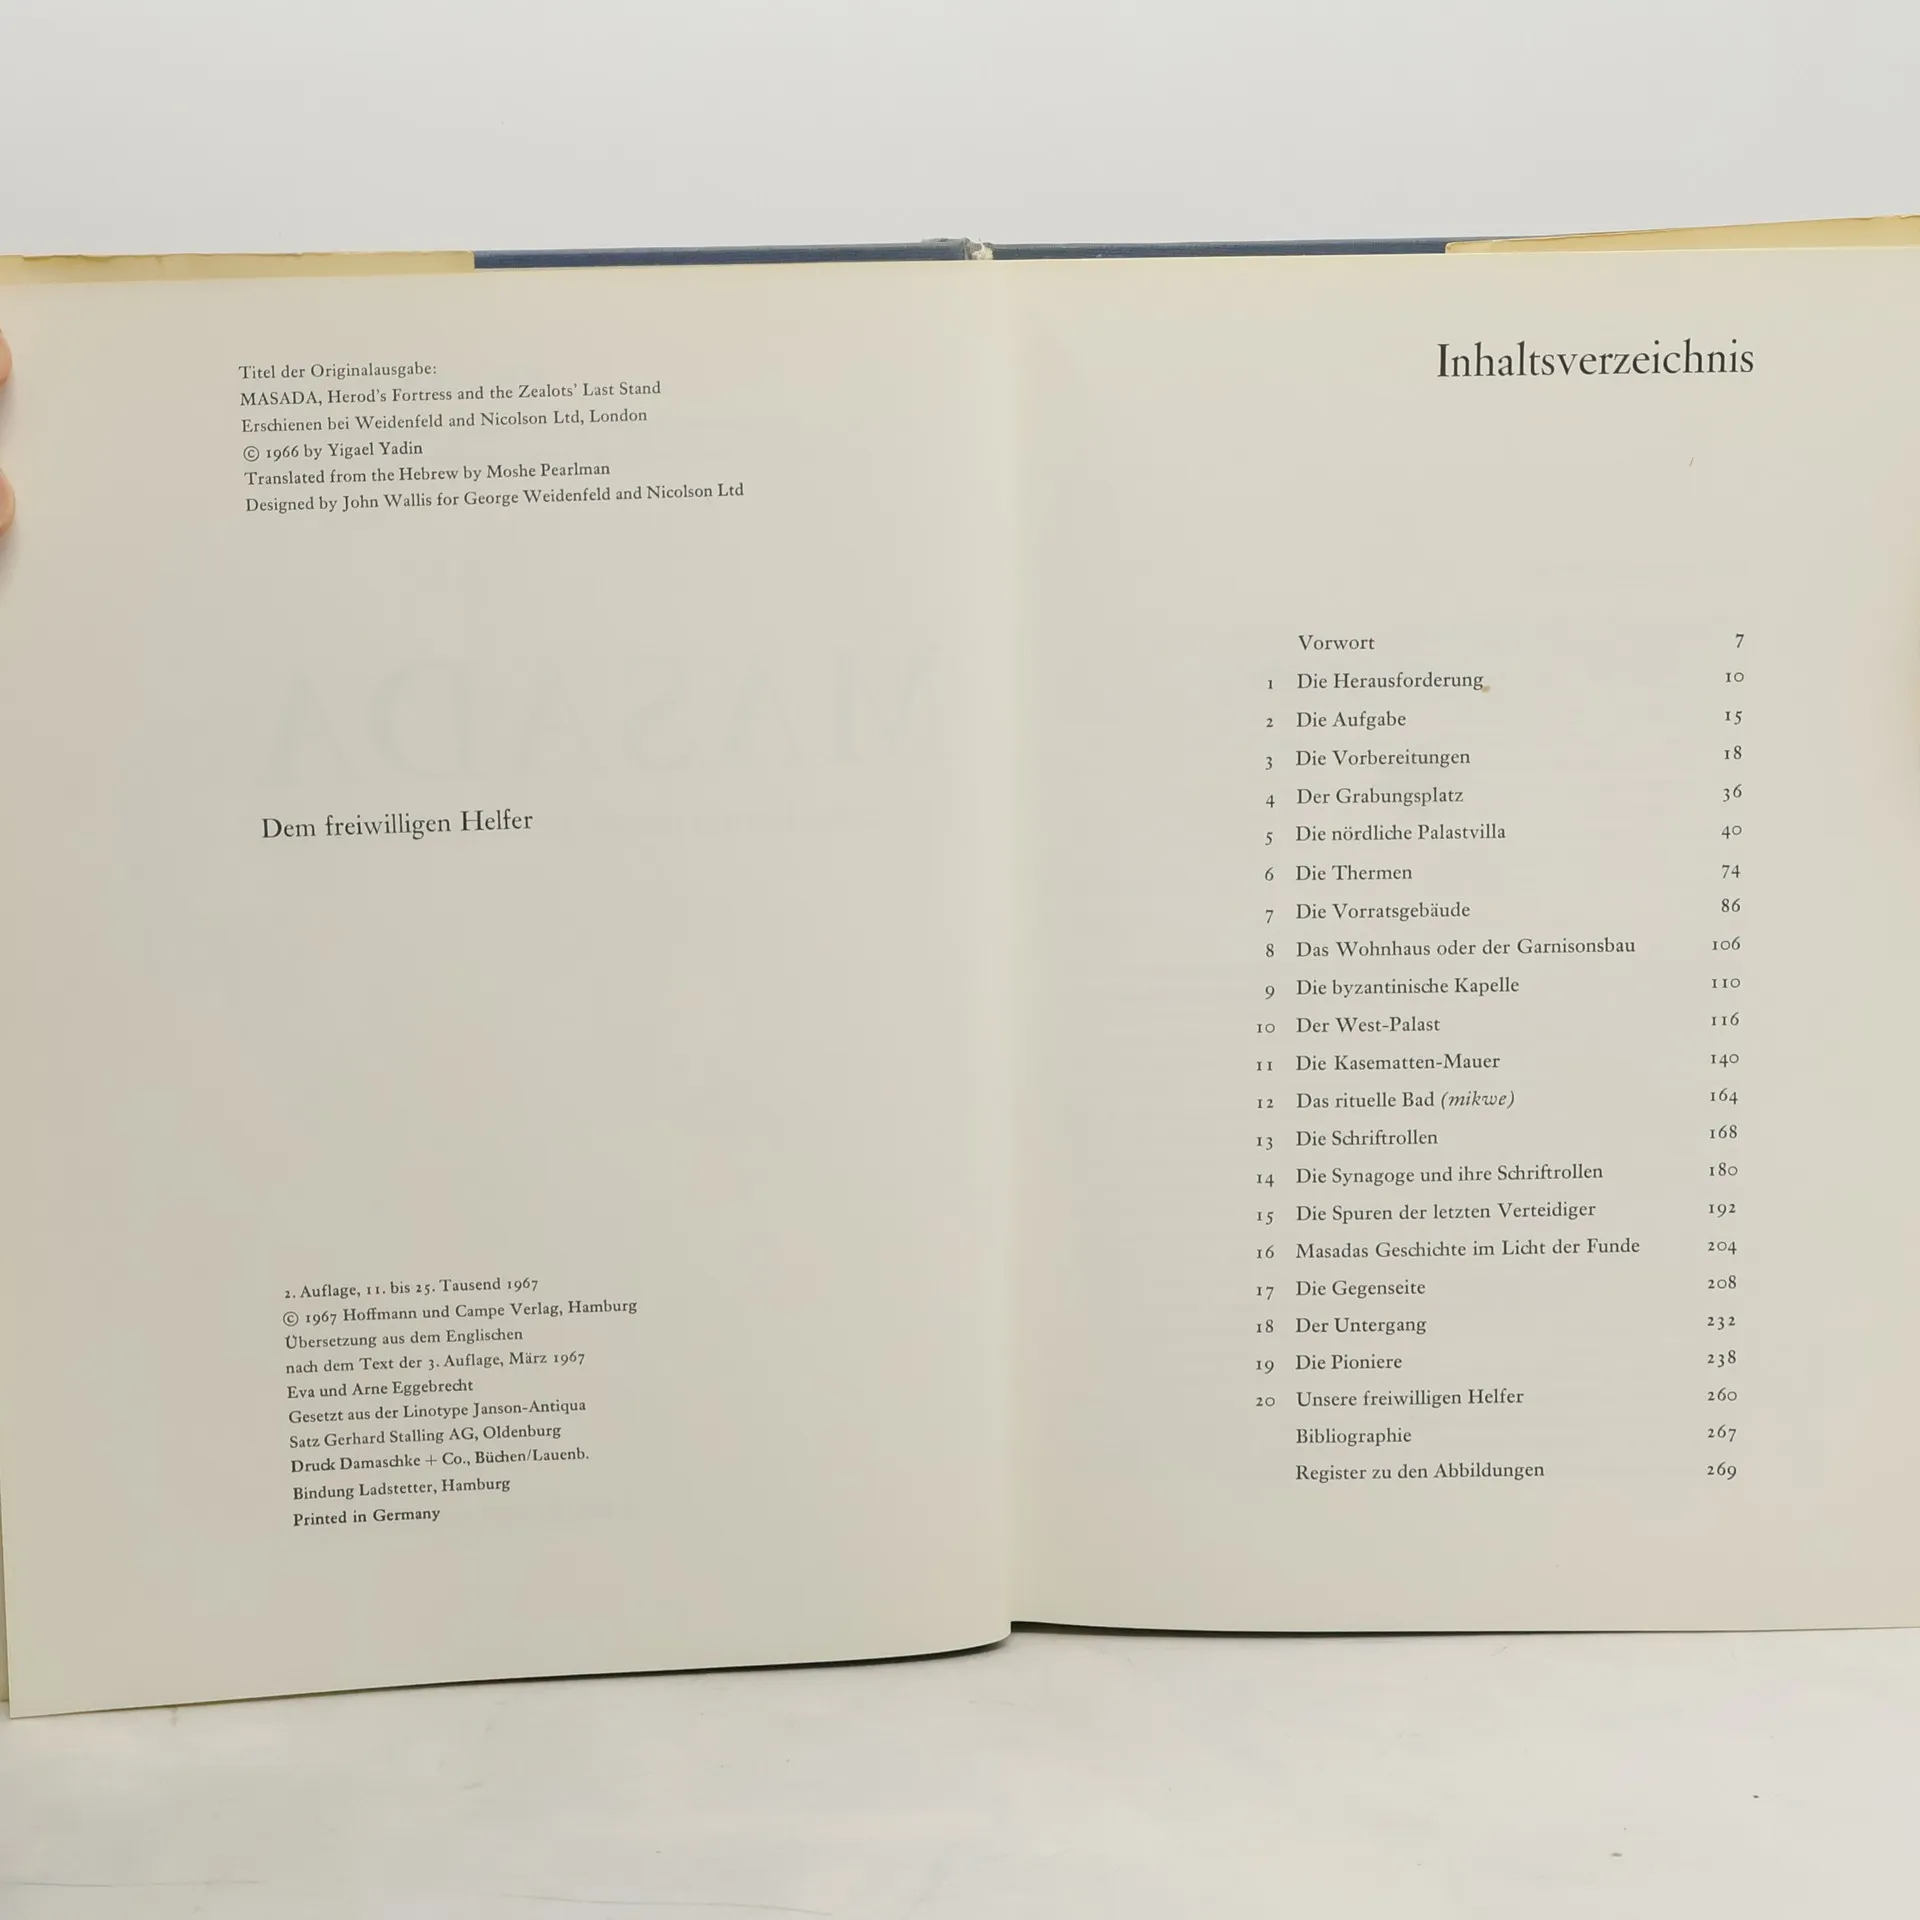 Titel der Originalausgabe:
MASADA, Herod's Fortress and the Zealots' Last Stand
Erschienen bei Weidenfeld and Nicolson Ltd, London
© 1966 by Yigael Yadin
Translated from the Hebrew by Moshe Pearlman
Designed by John Wallis for George Weidenfeld and Nicolson Ltd
MASADA
Dem freiwilligen Helfer
2. Auflage, 11. bis 25. Tausend 1967
© 1967 Hoffmann und Campe Verlag, Hamburg
Übersetzung aus dem Englischen
nach dem Text der 3. Auflage, März 1967
Eva und Arne Eggebrecht
Gesetzt aus der Linotype Janson-Antiqua
Satz Gerhard Stalling AG, Oldenburg
Druck Damaschke + Co., Büchen/Lauenb.
Bindung Ladstetter, Hamburg
Printed in Germany
Inhaltsverzeichnis
Vorwort 7
1 Die Herausforderung 10
2 Die Aufgabe 15
3 Die Vorbereitungen 18
4 Der Grabungsplatz 36
5 Die nördliche Palastvilla 40
6 Die Thermen 74
7 Die Vorratsgebäude 86
8 Das Wohnhaus oder der Garnisonsbau 106
9 Die byzantinische Kapelle 110
10 Der West-Palast 116
11 Die Kasematten-Mauer 140
12 Das rituelle Bad (mikwe) 164
13 Die Schriftrollen 168
14 Die Synagoge und ihre Schriftrollen 180
15 Die Spuren der letzten Verteidiger 192
16 Masadas Geschichte im Licht der Funde 204
17 Die Gegenseite 208
18 Der Untergang 232
19 Die Pioniere 238
20 Unsere freiwilligen Helfer 260
Bibliographie 267
Register zu den Abbildungen 269